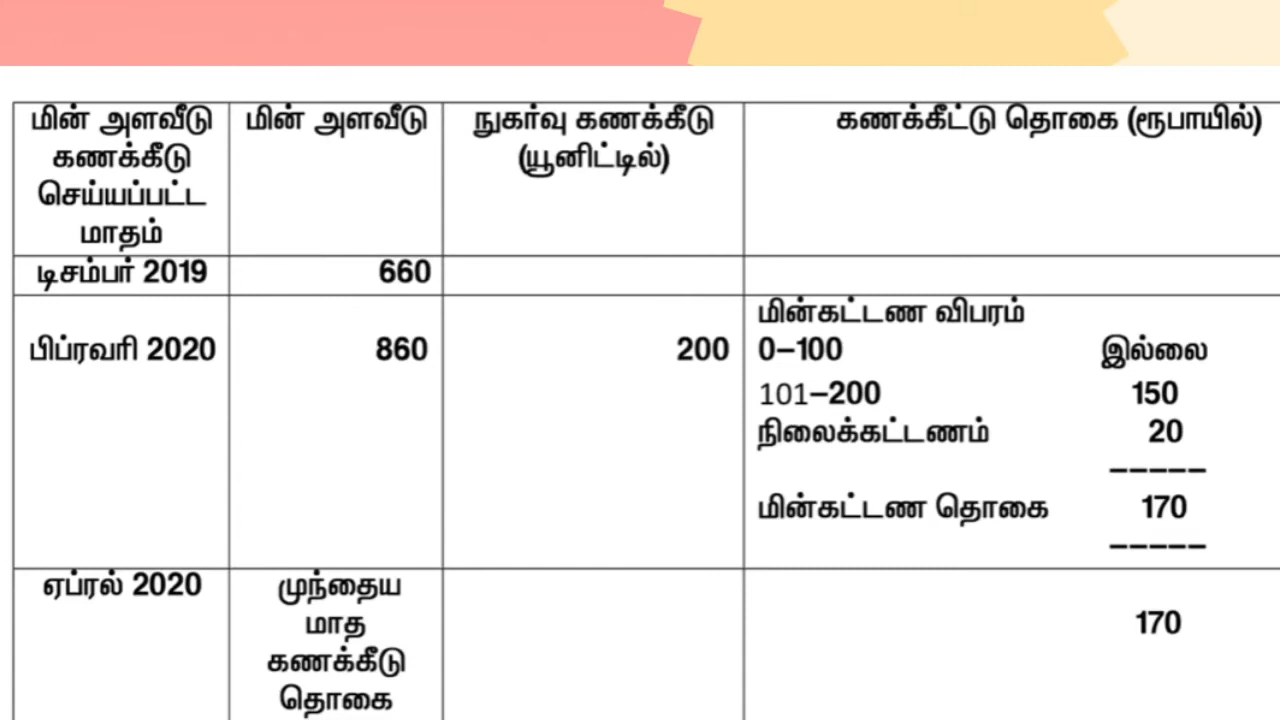 மின் அளவீடு கணக்கீடு செய்யப்பட்ட மாதம் மின் அளவீடு நுகர்வு கணக்கீடு (யூனிட்டில்) கணக்கீட்டு தொகை (ரூபாயில்)
டிசம்பர் 2019 660
மின்கட்டண விபரம்
பிப்ரவரி 2020 860 200 0–100 இல்லை
101–200 150
நிலைக்கட்டணம் 20
–––––
மின்கட்டண தொகை 170
–––––
ஏப்ரல் 2020 முந்தைய
மாத 170
கணக்கீடு
தொகை